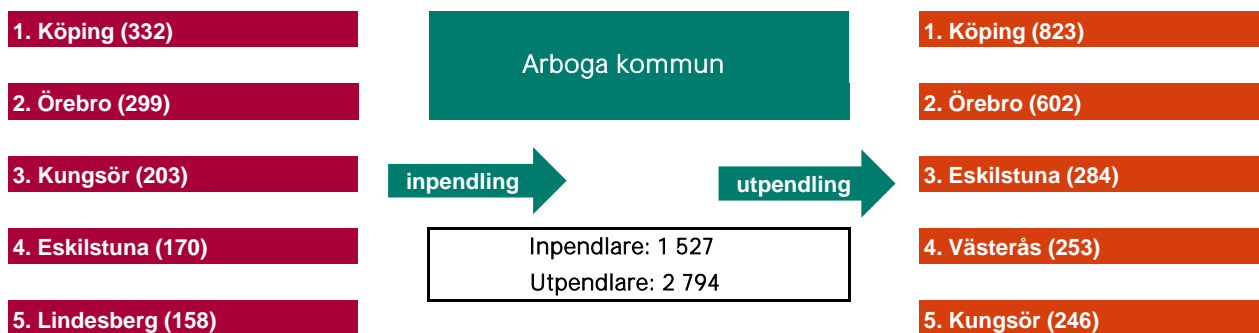 1. Köping (332)
2. Örebro (299)
3. Kungsör (203)
4. Eskilstuna (170)
5. Lindesberg (158)
Arboga kommun
inpendling
utpendling
Inpendlare: 1 527
Utpendlare: 2 794
1. Köping (823)
2. Örebro (602)
3. Eskilstuna (284)
4. Västerås (253)
5. Kungsör (246)